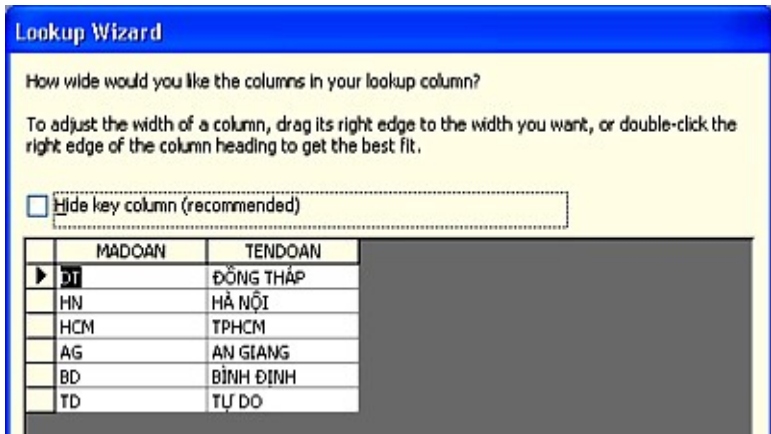 Lookup Wizard
How wide would you like the columns in your lookup column?
To adjust the width of a column, drag its right edge to the width you want, or double-click the
right edge of the column heading to get the best fit.
Hide key column (recommended)
MADOAN TENDOAN
DT ĐỒNG THÁP
HN HÀ NỘI
HCM TPHCM
AG AN GIANG
BD BÌNH ĐỊNH
TD TỰ DO